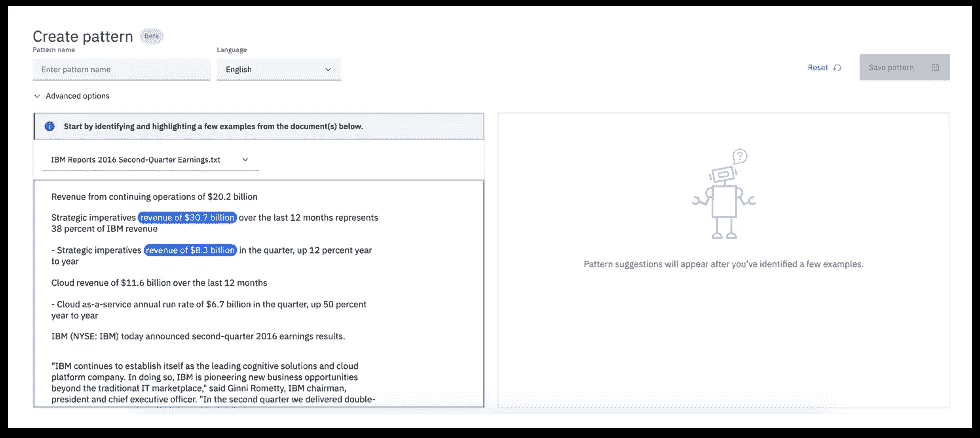 Create pattern Beta
Pattern name
Language
Enter pattern name
English
Reset
Save pattern
Advanced options
Start by identifying and highlighting a few examples from the document(s) below.
IBM Reports 2016 Second-Quarter Earnings.txt
Revenue from continuing operations of $20.2 billion
Strategic imperatives revenue of $30.7 billion over the last 12 months represents
38 percent of IBM revenue
- Strategic imperatives revenue of $8.3 billion in the quarter, up 12 percent year
to year
Cloud revenue of $11.6 billion over the last 12 months
- Cloud as-a-service annual run rate of $6.7 billion in the quarter, up 50 percent
year to year
IBM (NYSE: IBM) today announced second-quarter 2016 earnings results.
"IBM continues to establish itself as the leading cognitive solutions and cloud
platform company. In doing so, IBM is pioneering new business opportunities
beyond the traditional IT marketplace," said Ginni Rometty, IBM chairman,
president and chief executive officer. "In the second quarter we delivered double-
?
Pattern suggestions will appear after you've identified a few examples.